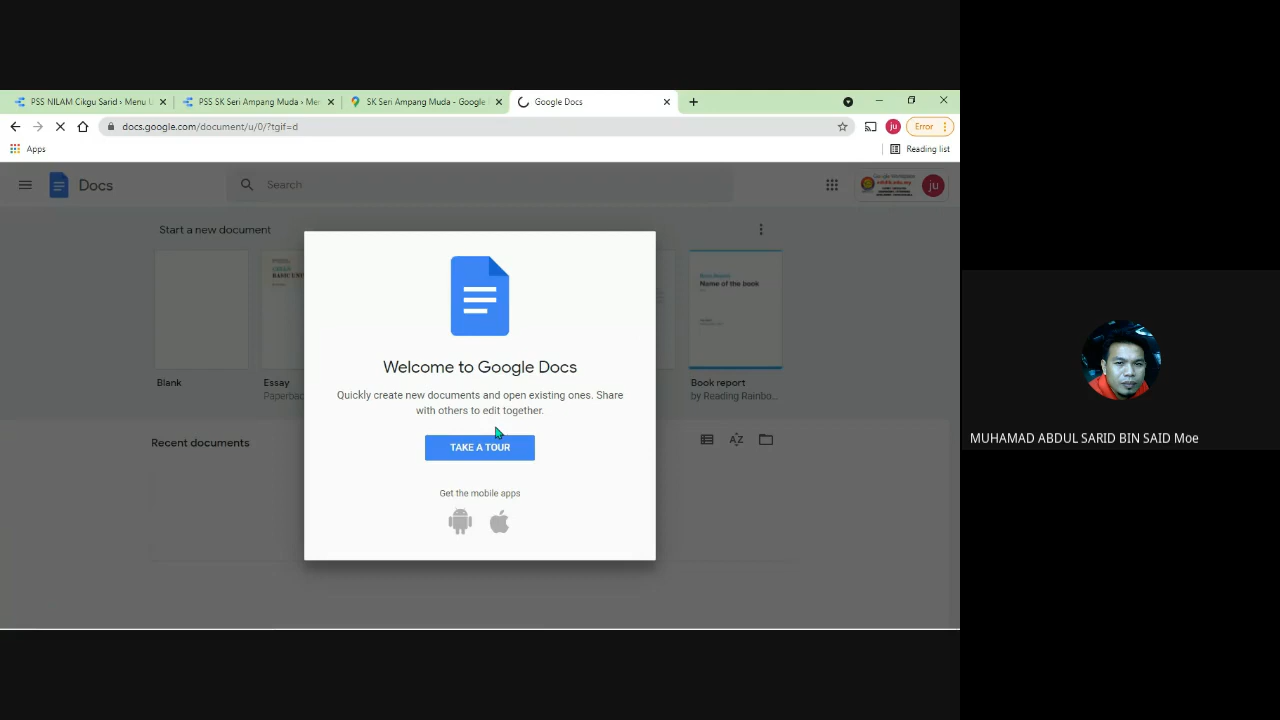 PSS NILAM Cikgu Sarid › Menu U
PSS SK Seri Ampang Muda › Me
SK Seri Ampang Muda - Google
Google Docs
docs.google.com/document/u/0/?tgif=d
ju
Error
Apps
Reading list
Docs
Search
ju
Start a new document
Name of the book
Blank
Essay
Paperba
Book report
by Reading Rainbo...
Welcome to Google Docs
Quickly create new documents and open existing ones. Share
with others to edit together.
TAKE A TOUR
Get the mobile apps
Recent documents
AZ
MUHAMAD ABDUL SARID BIN SAID Moe